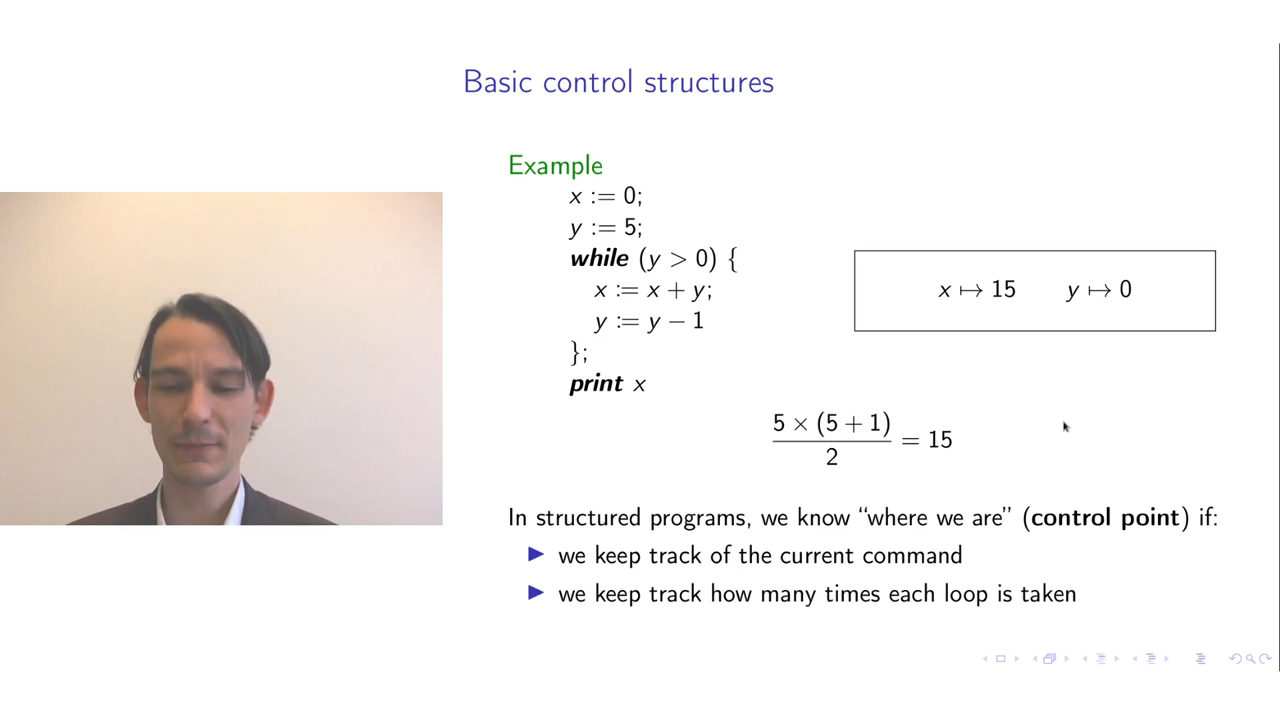 Basic control structures
Example
x := 0;
y := 5;
while (y > 0) {
x := x + y;
y := y − 1
};
print x
x ↦ 15 y ↦ 0
5 × (5 + 1)
2
= 15
In structured programs, we know “where we are” (control point) if:
we keep track of the current command
we keep track how many times each loop is taken